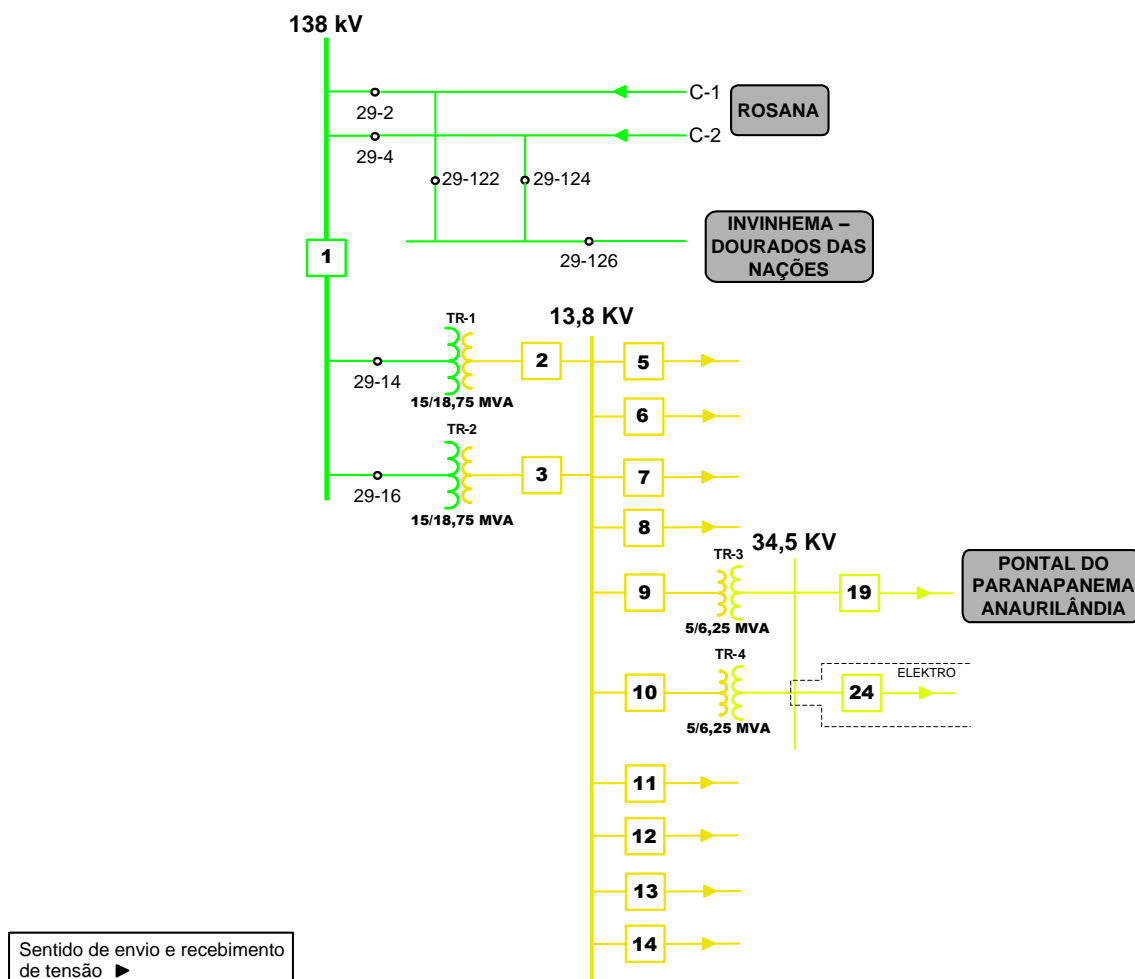 138 kV
C-1
ROSANA
29-2
C-2
29-4
29-122
29-124
INVINHEMA –
DOURADOS DAS
NAÇÕES
29-126
1
TR-1
13,8 KV
2
5
29-14
15/18,75 MVA
6
TR-2
3
7
29-16
15/18,75 MVA
8
34,5 KV
TR-3
9
19
PONTAL DO
PARANAPANEMA
ANAURILÂNDIA
5/6,25 MVA
TR-4
ELEKTRO
10
24
5/6,25 MVA
11
12
13
14
Sentido de envio e recebimento
de tensão ►